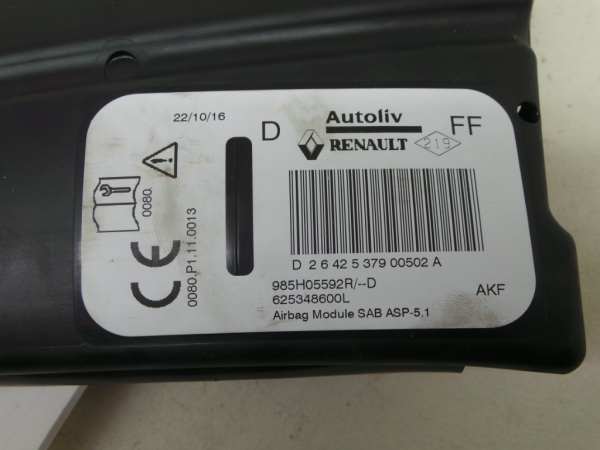 22/10/16
D
Autoliv
RENAULT
219
FF
0080.
0080.P1.11.0013
CE
D 2 6 42 5 379 00502 A
985H05592R/--D
625348600L
AKF
Airbag Module SAB ASP-5.1